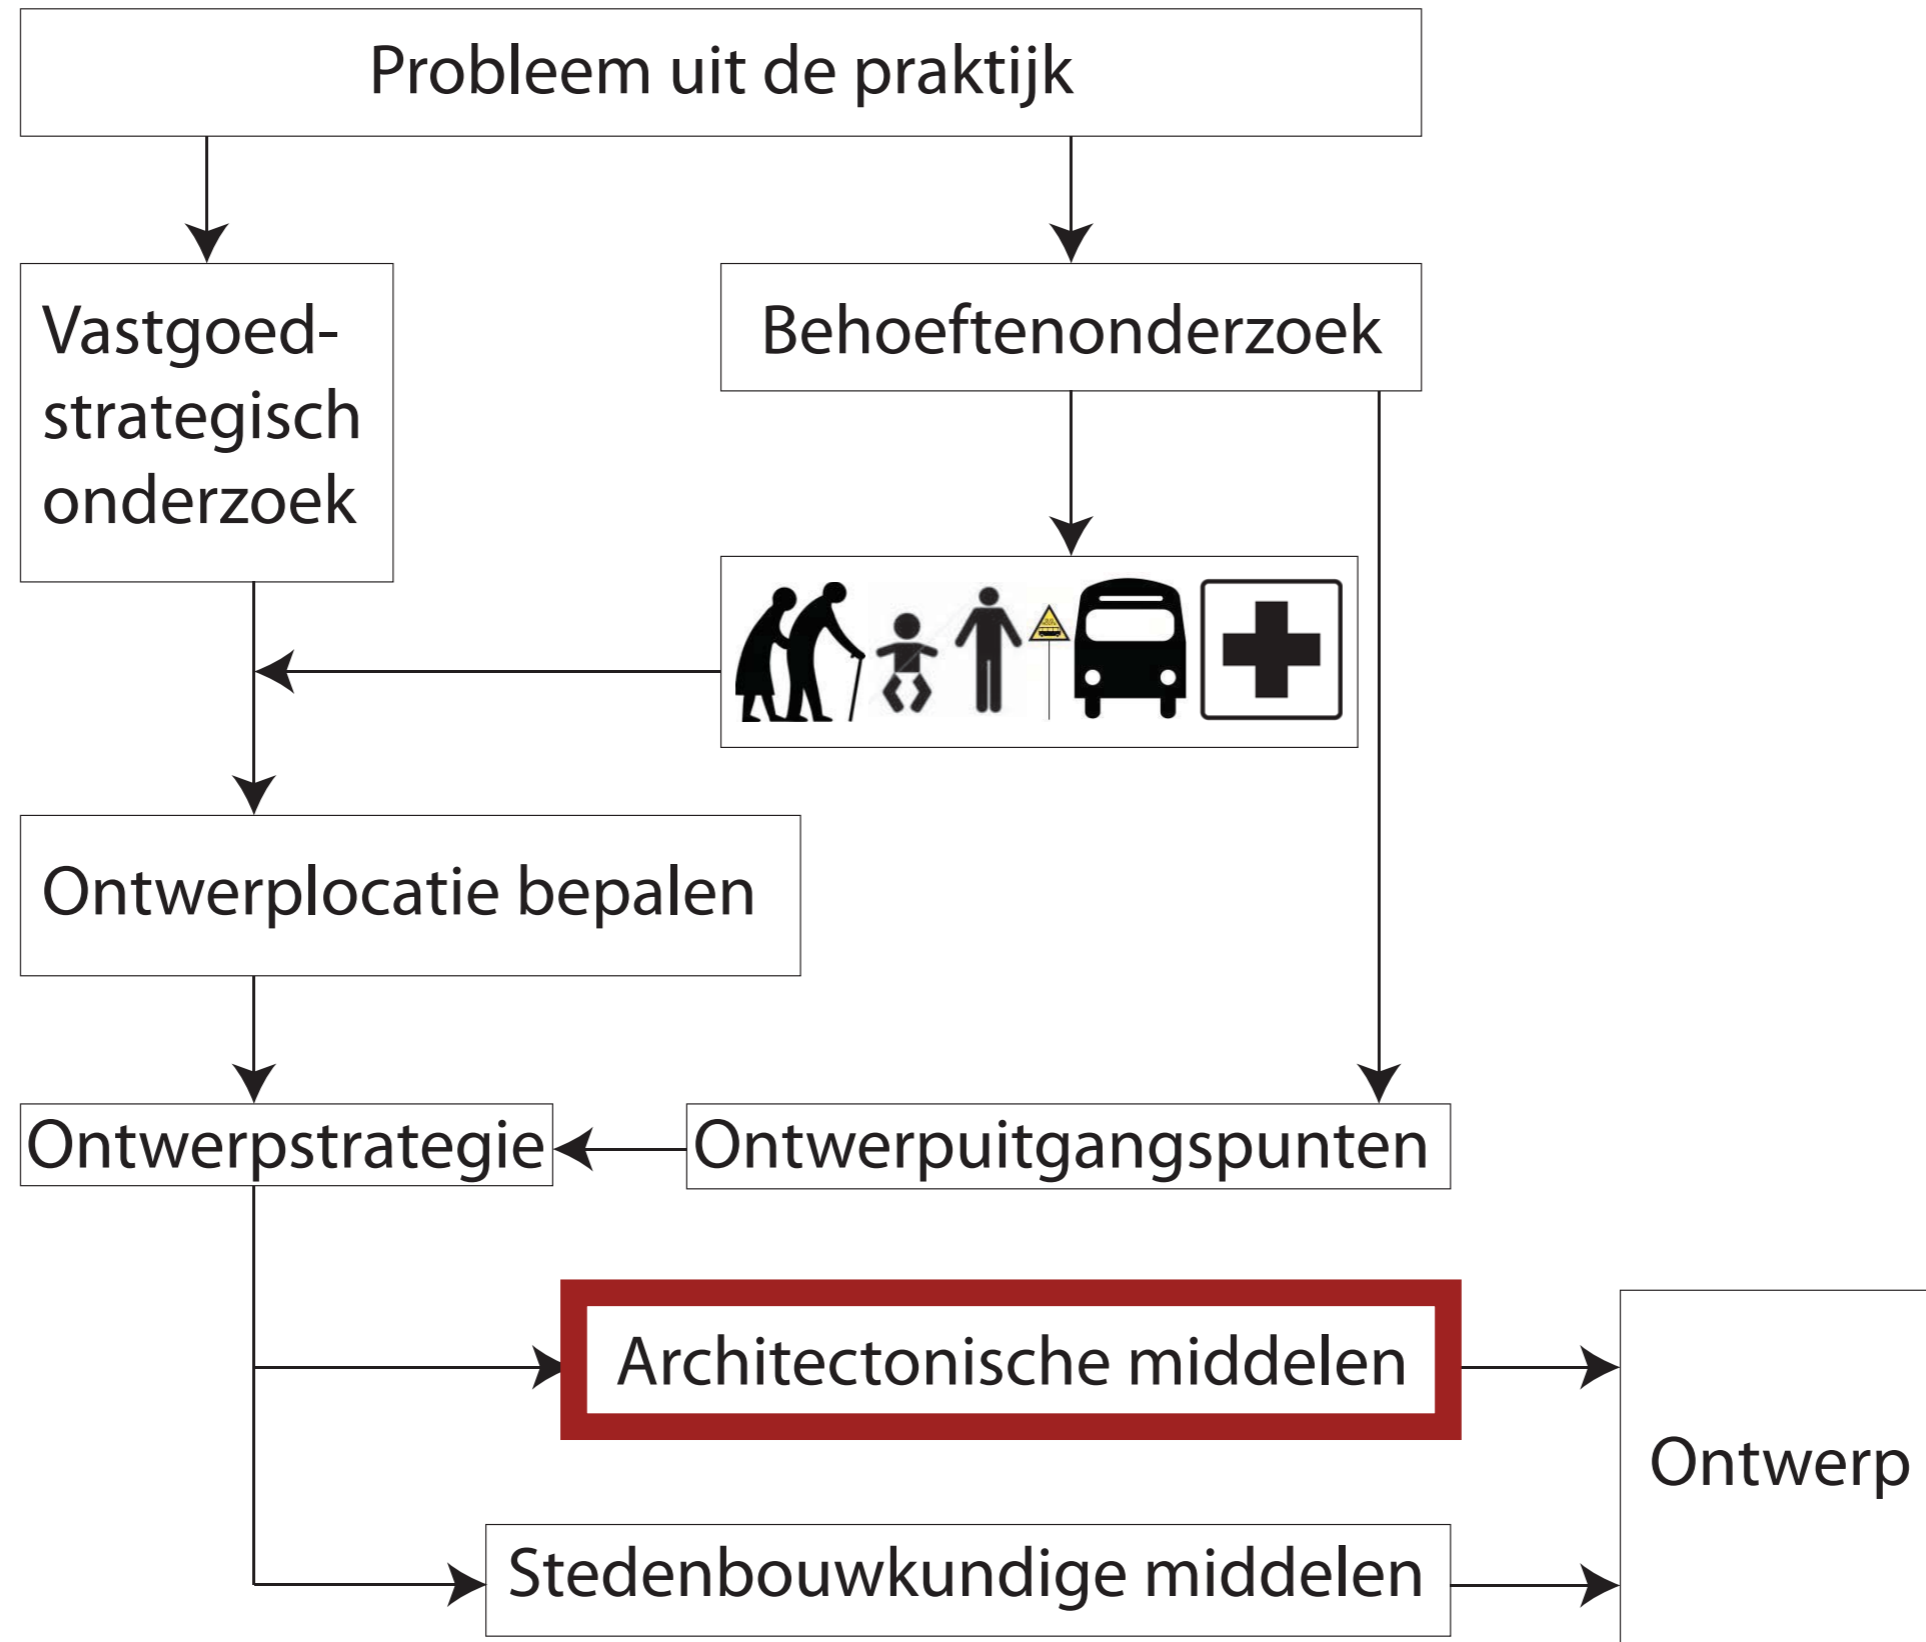 Probleem uit de praktijk
Vastgoed-
strategisch
onderzoek
Behoeftenonderzoek
Ontwerplocatie bepalen
Ontwerpstrategie
Ontwerpuitgangspunten
Architectonische middelen
Ontwerp
Stedenbouwkundige middelen